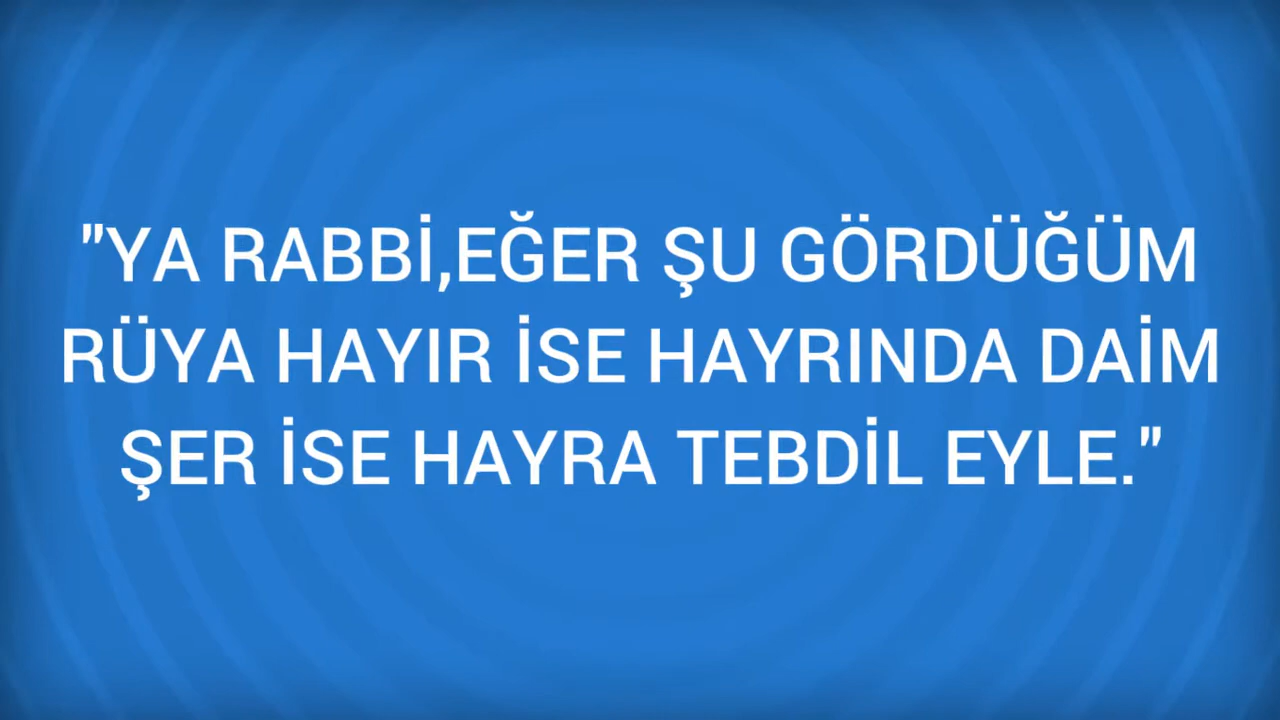 "YA RABBİ,EĞER ŞU GÖRDÜĞÜM
RÜYA HAYIR İSE HAYRINDA DAİM
ŞER İSE HAYRA TEBDİL EYLE."